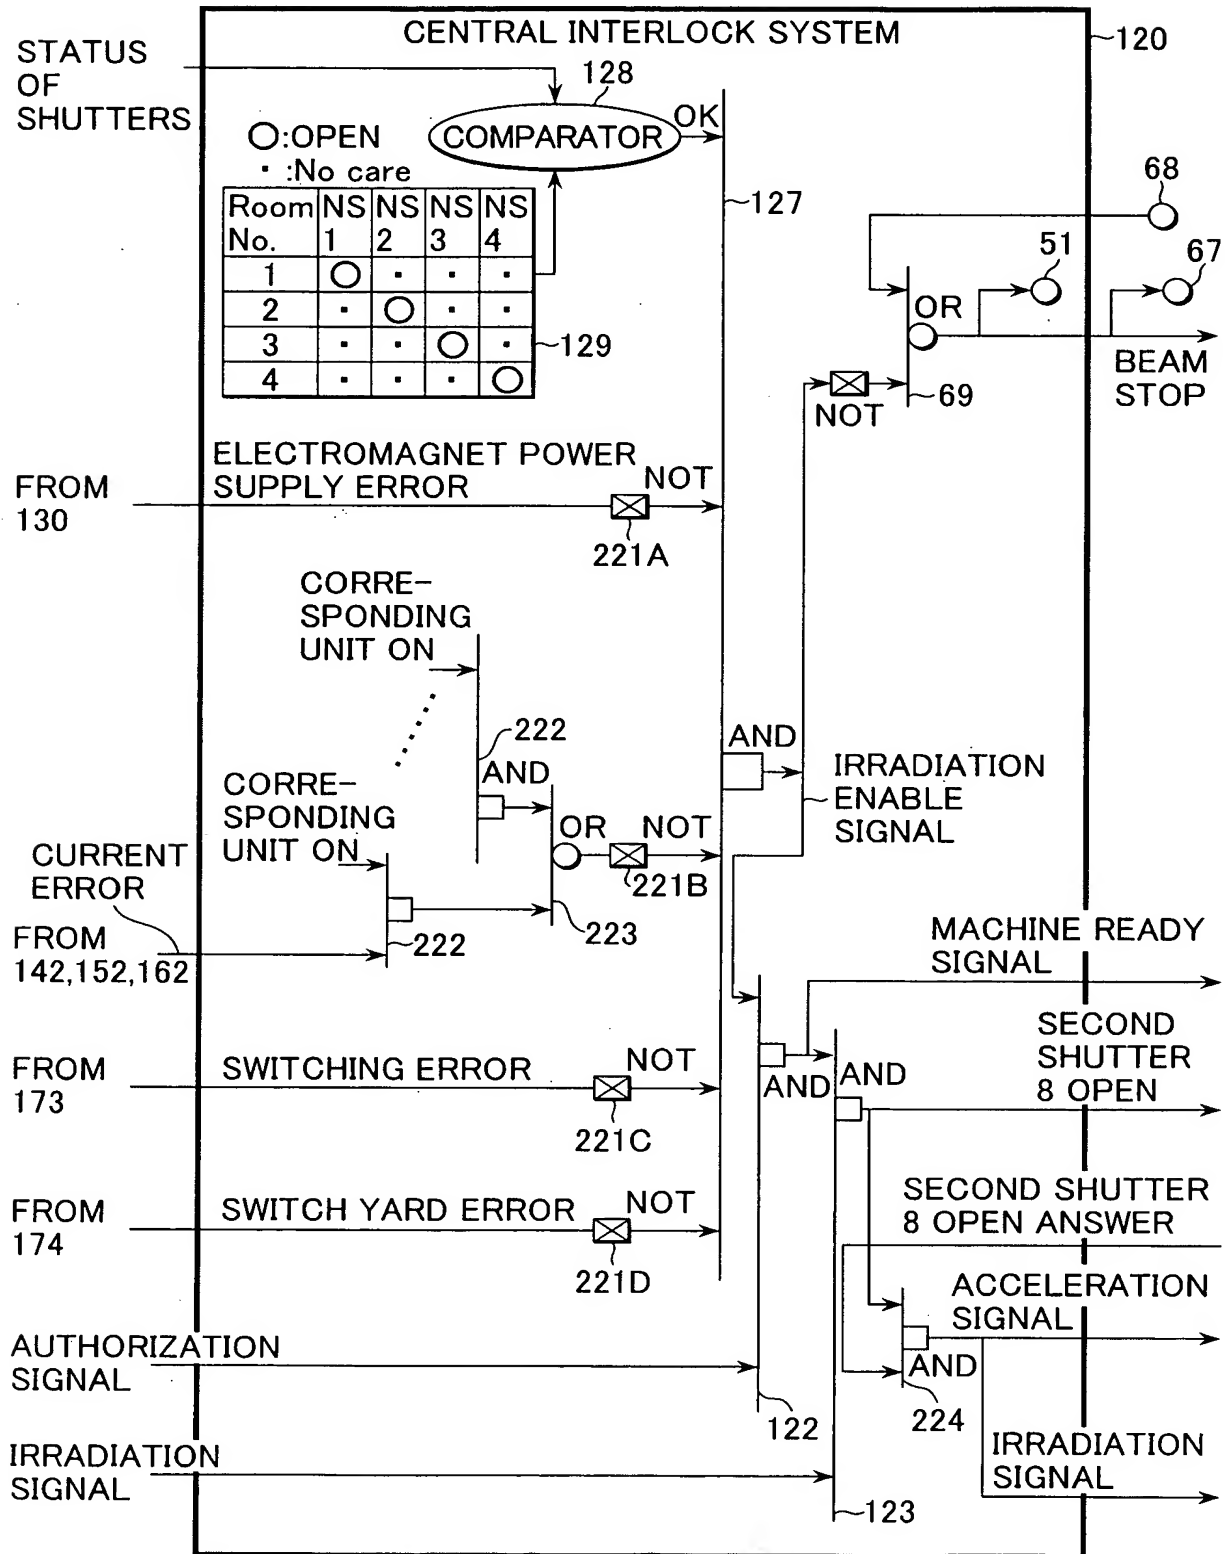 CENTRAL INTERLOCK SYSTEM
120
STATUS
OF
SHUTTERS
128
COMPARATOR
OK
○:OPEN
·:No care
Room No. NS 1 NS 2 NS 3 NS 4
1 ○ · · ·
2 · ○ · ·
3 · · ○ ·
4 · · · ○
129
127
68
51
67
OR
69
NOT
BEAM
STOP
ELECTROMAGNET POWER
SUPPLY ERROR
NOT
FROM
130
221A
CORRE-
SPONDING
UNIT ON
222
AND
AND
IRRADIATION
ENABLE
SIGNAL
CORRE-
SPONDING
UNIT ON
OR
NOT
221B
CURRENT
ERROR
223
222
FROM
142,152,162
MACHINE READY
SIGNAL
SECOND
SHUTTER
8 OPEN
FROM
173
SWITCHING ERROR
NOT
221C
AND
AND
SECOND SHUTTER
8 OPEN ANSWER
FROM
174
SWITCH YARD ERROR
NOT
221D
ACCELERATION
SIGNAL
AND
224
AUTHORIZATION
SIGNAL
122
IRRADIATION
SIGNAL
IRRADIATION
SIGNAL
123